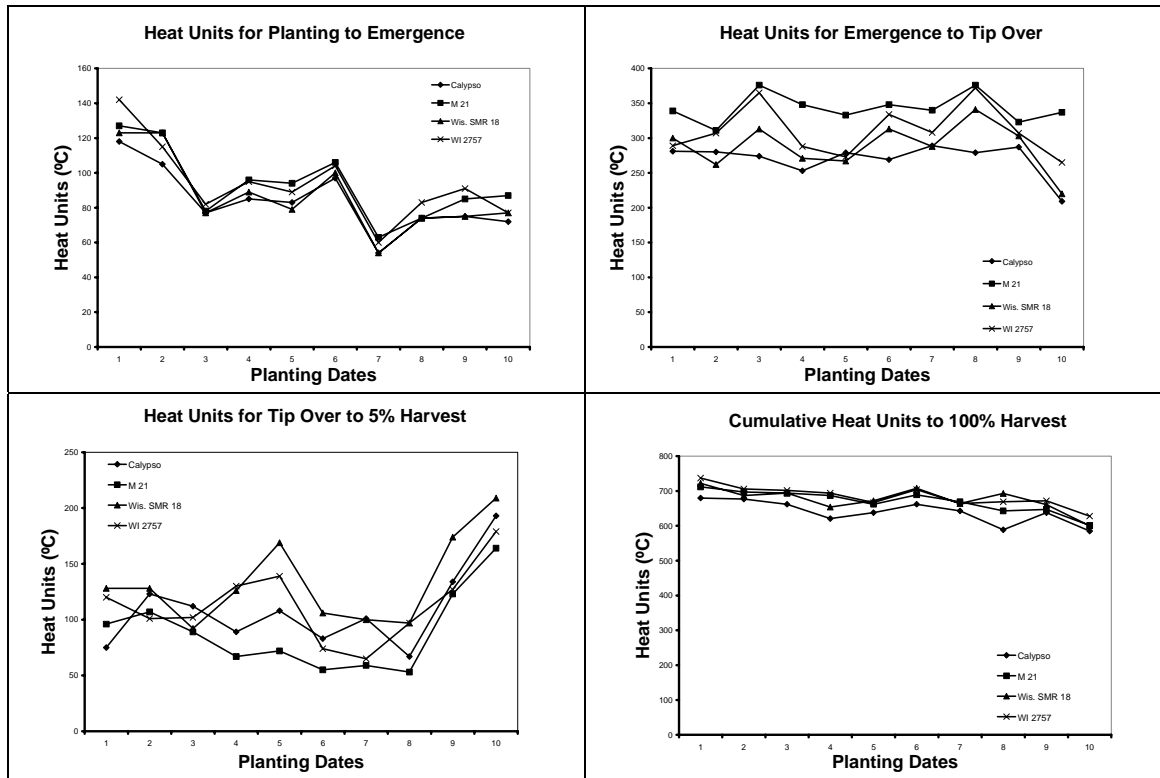 Heat Units for Planting to Emergence
160
140
120
100
80
60
40
20
0
Heat Units (ºC)
Calypso
M 21
Wis. SMR 18
WI 2757
1 2 3 4 5 6 7 8 9 10
Planting Dates
Heat Units for Emergence to Tip Over
400
350
300
250
200
150
100
50
0
Heat Units (ºC)
Calypso
M 21
Wis. SMR 18
WI 2757
1 2 3 4 5 6 7 8 9 10
Planting Dates
Heat Units for Tip Over to 5% Harvest
250
200
150
100
50
0
Heat Units (ºC)
Calypso
M 21
Wis. SMR 18
WI 2757
1 2 3 4 5 6 7 8 9 10
Planting Dates
Cumulative Heat Units to 100% Harvest
800
700
600
500
400
300
200
100
0
Heat Units (ºC)
Calypso
M 21
Wis. SMR 18
WI 2757
1 2 3 4 5 6 7 8 9 10
Planting Dates